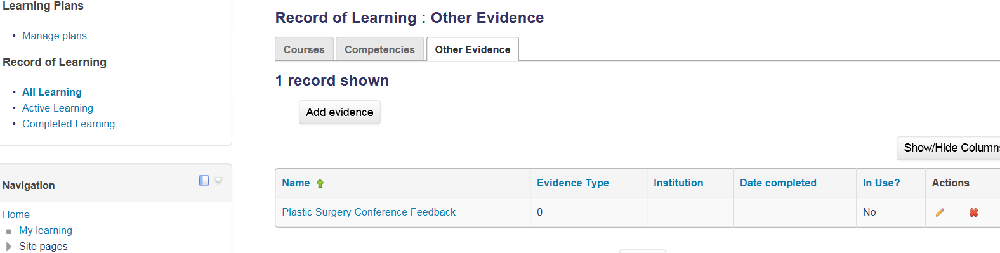 Learning Plans
Manage plans
Record of Learning
All Learning
Active Learning
Completed Learning
Navigation
Home
My learning
Site pages
Record of Learning : Other Evidence
Courses Competencies Other Evidence
1 record shown
Add evidence
Show/Hide Columns
Name Evidence Type Institution Date completed In Use? Actions
Plastic Surgery Conference Feedback 0 No